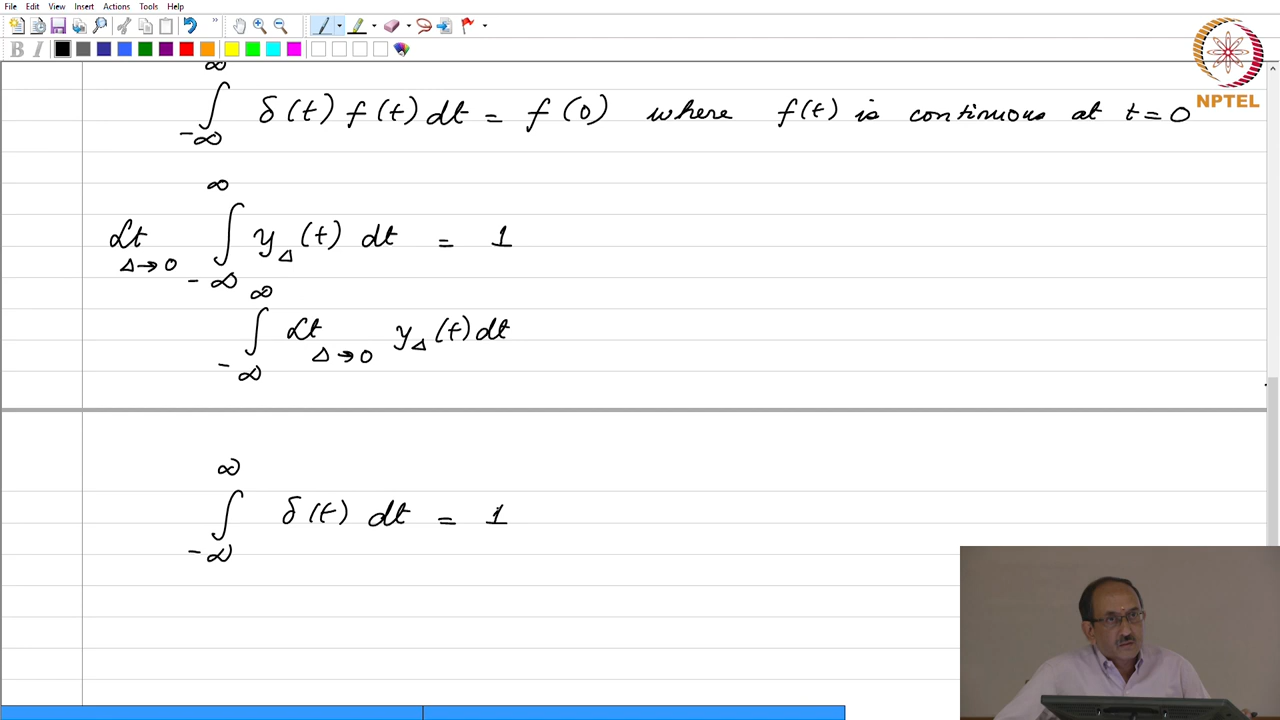 File Edit View Insert Actions Tools Help
B I
NPTEL
∞
∫ δ(t) f(t) dt = f(0) where f(t) is continuous at t = 0
-∞
∞
Lt ∫ y_Δ(t) dt = 1
Δ→0 -∞
∞
∫ Lt y_Δ(t) dt
-∞ Δ→0
∞
∫ δ(t) dt = 1
-∞